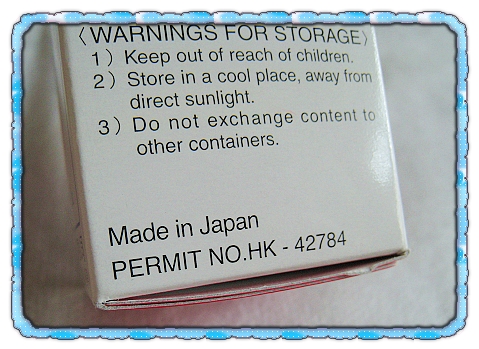 〈WARNINGS FOR STORAGE〉
1) Keep out of reach of children.
2) Store in a cool place, away from
direct sunlight.
3) Do not exchange content to
other containers.
Made in Japan
PERMIT NO.HK - 42784